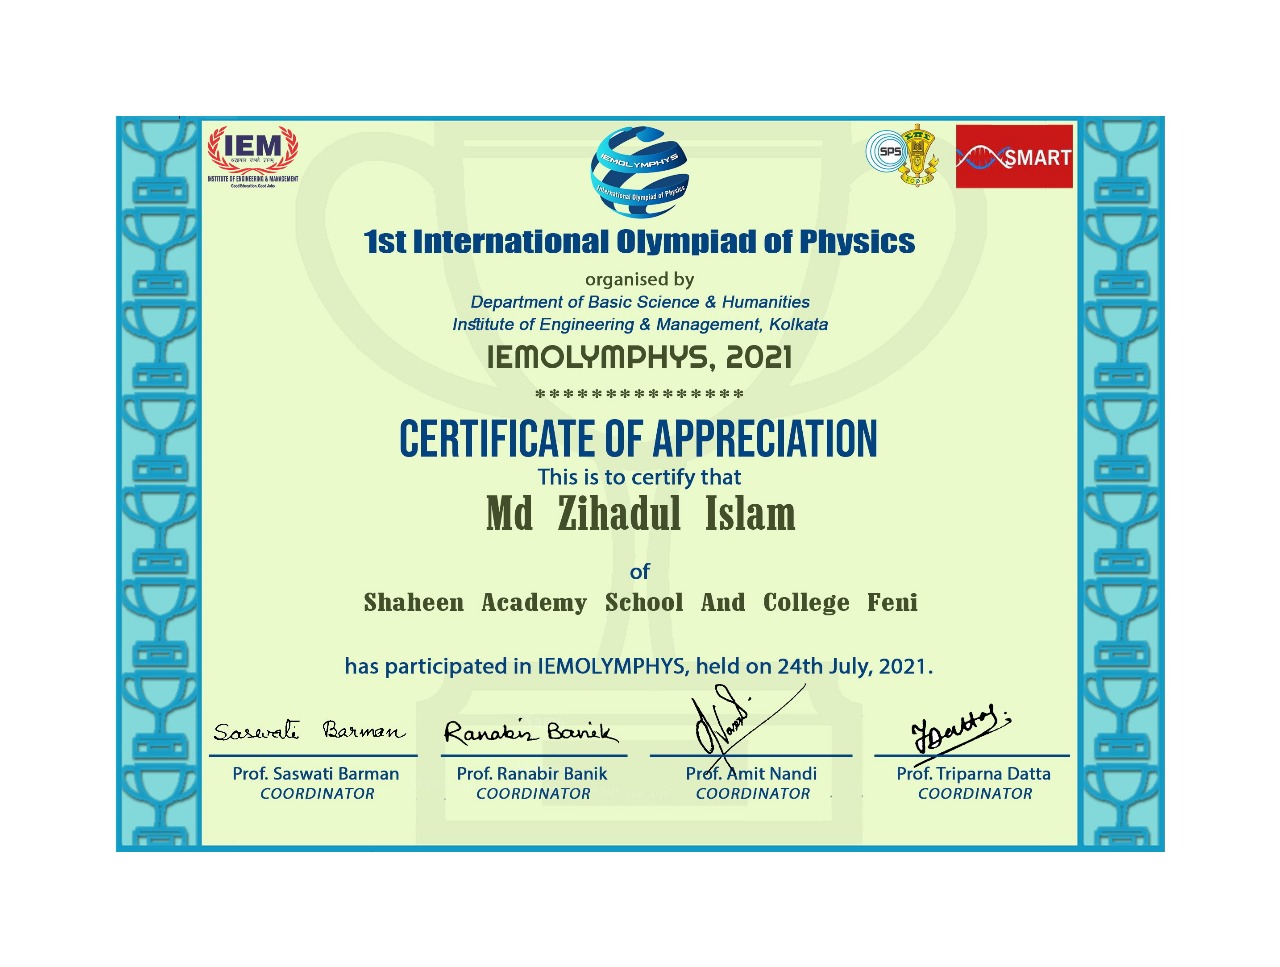 IEM
INSTITUTE OF ENGINEERING & MANAGEMENT
Good Education. Good Jobs
IEMOLYMPHYS
International Olympiad of Physics
SPS
SMART
1st International Olympiad of Physics
organised by
Department of Basic Science & Humanities
Institute of Engineering & Management, Kolkata
IEMOLYMPHYS, 2021
***************
CERTIFICATE OF APPRECIATION
This is to certify that
Md Zihadul Islam
of
Shaheen Academy School And College Feni
has participated in IEMOLYMPHYS, held on 24th July, 2021.
Saswati Barman Ranabir Banik
Prof. Saswati Barman Prof. Ranabir Banik Prof. Amit Nandi Prof. Triparna Datta
COORDINATOR COORDINATOR COORDINATOR COORDINATOR